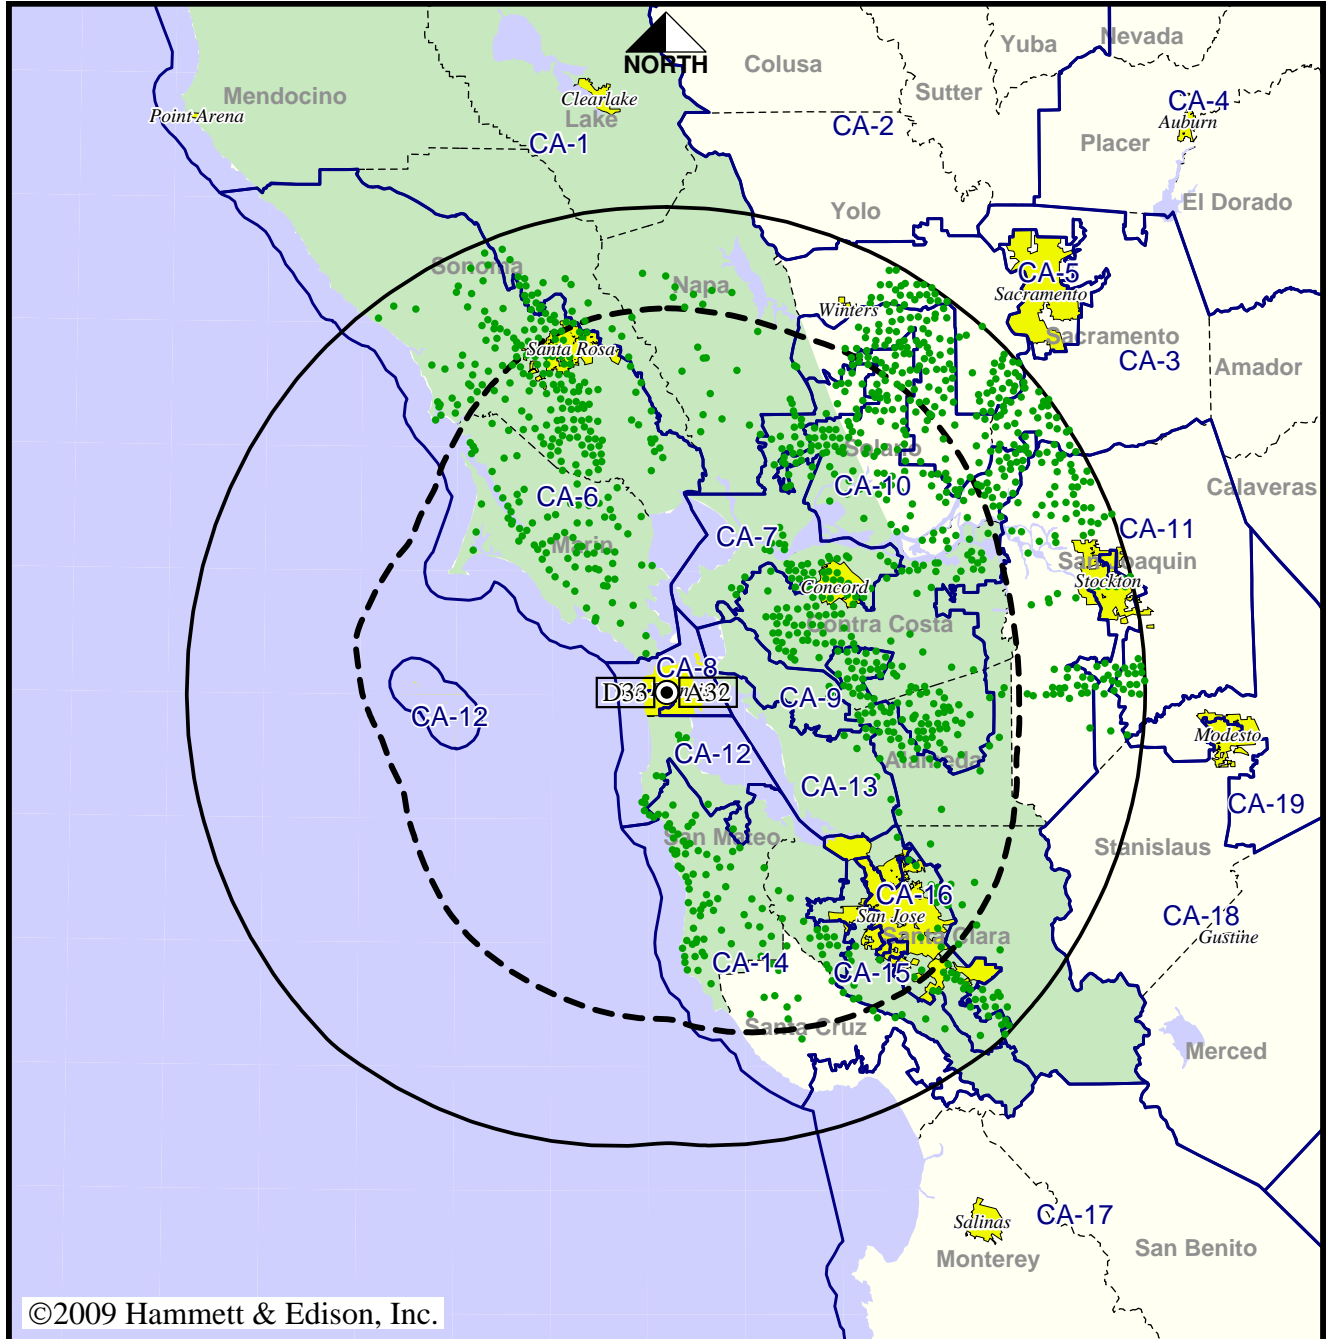 Nevada
Yuba
NORTH
Colusa
Mendocino
Clearlake
Sutter
CA-4
Point Arena
Lake
Auburn
CA-1
CA-2
Placer
Yolo
El Dorado
Sonoma
CA-5
Napa
Sacramento
Winters
Sacramento
Santa Rosa
CA-3
Amador
Solano
CA-10
Calaveras
CA-6
CA-7
CA-11
Marin
San Joaquin
Stockton
Concord
Contra Costa
CA-8
D33
A32
CA-9
CA-12
Modesto
CA-12
Alameda
CA-13
CA-19
San Mateo
Stanislaus
CA-16
San Jose
CA-18
Santa Clara
Gustine
CA-14
CA-15
Santa Cruz
Merced
Salinas
CA-17
Monterey
San Benito
©2009 Hammett & Edison, Inc.